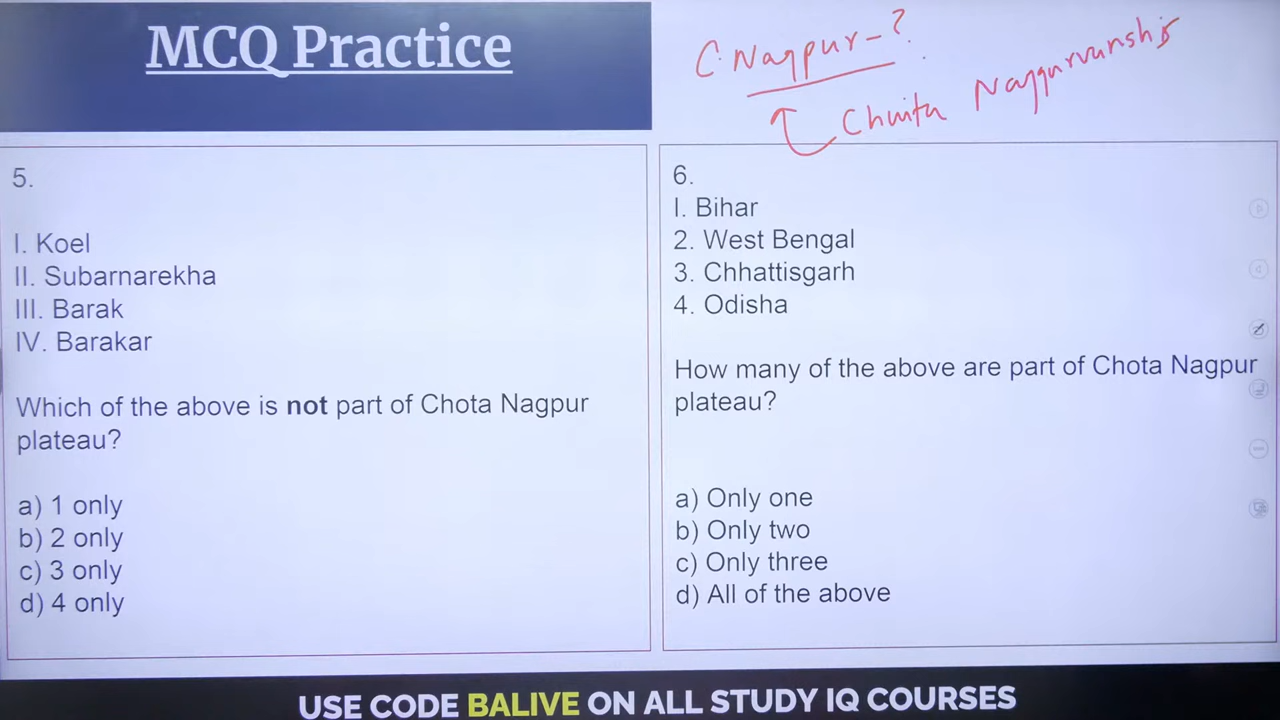 MCQ Practice
C. Nagpur - ?
Chuita Nagpurvanshis
5.
I. Koel
II. Subarnarekha
III. Barak
IV. Barakar
Which of the above is not part of Chota Nagpur
plateau?
a) 1 only
b) 2 only
c) 3 only
d) 4 only
6.
I. Bihar
2. West Bengal
3. Chhattisgarh
4. Odisha
How many of the above are part of Chota Nagpur
plateau?
a) Only one
b) Only two
c) Only three
d) All of the above
USE CODE BALIVE ON ALL STUDY IQ COURSES